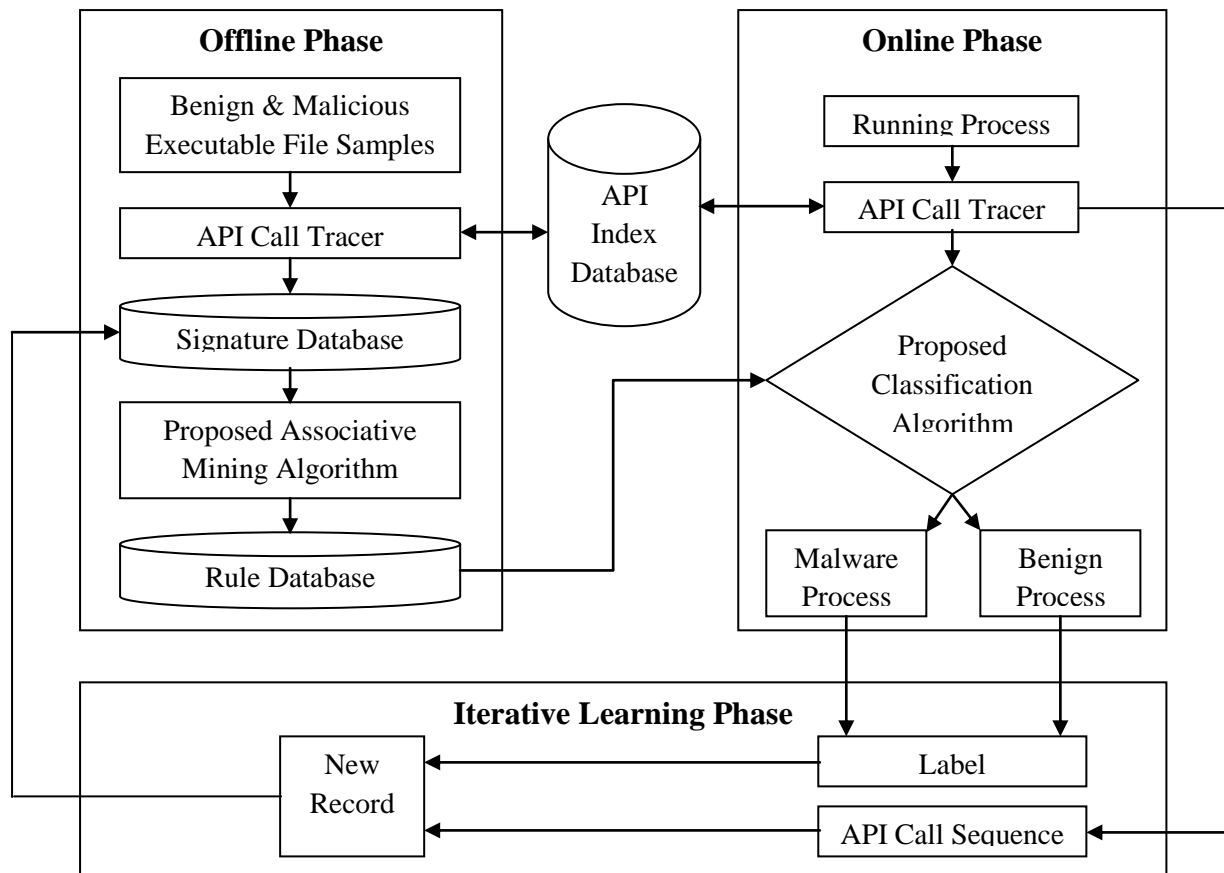 Offline Phase
Benign & Malicious
Executable File Samples
API Call Tracer
Signature Database
Proposed Associative
Mining Algorithm
Rule Database
API
Index
Database
Online Phase
Running Process
API Call Tracer
Proposed
Classification
Algorithm
Malware
Process
Benign
Process
Iterative Learning Phase
New
Record
Label
API Call Sequence